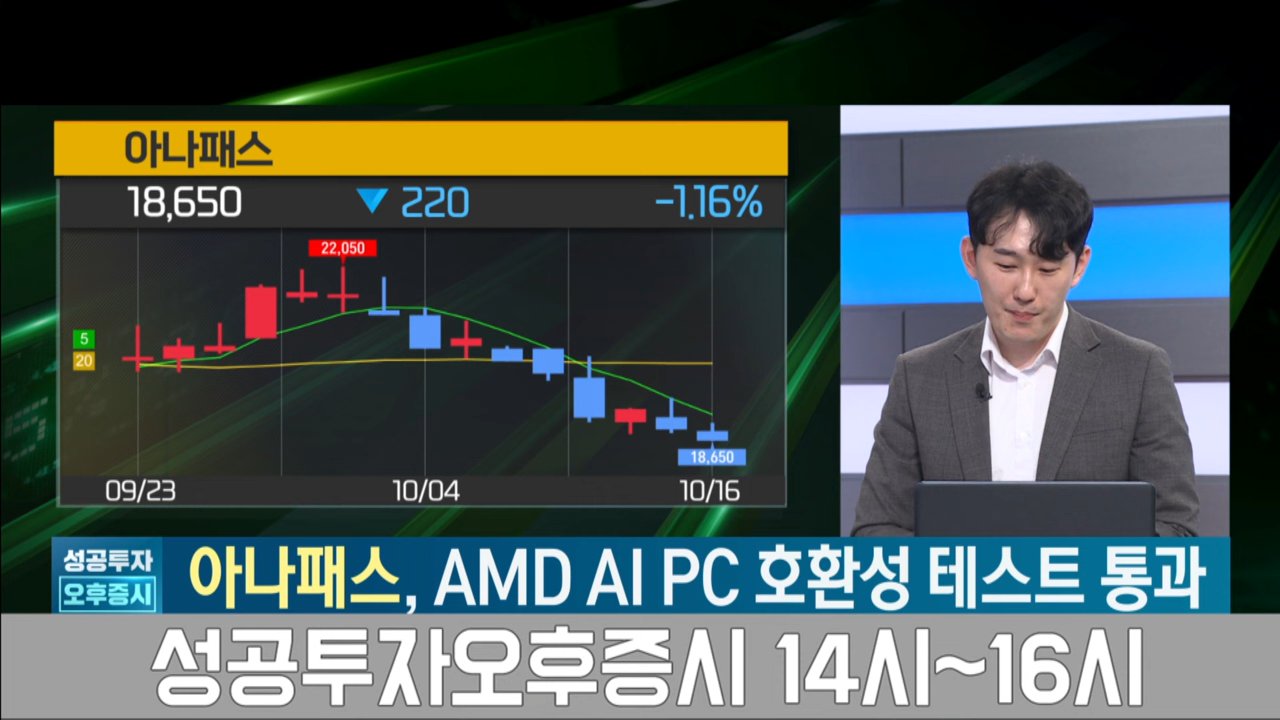 아나패스
18,650 ▼ 220 -1.16%
22,050
5
20
18,650
09/23 10/04 10/16
성공투자
오후증시
아나패스, AMD AI PC 호환성 테스트 통과
성공투자오후증시 14시~16시